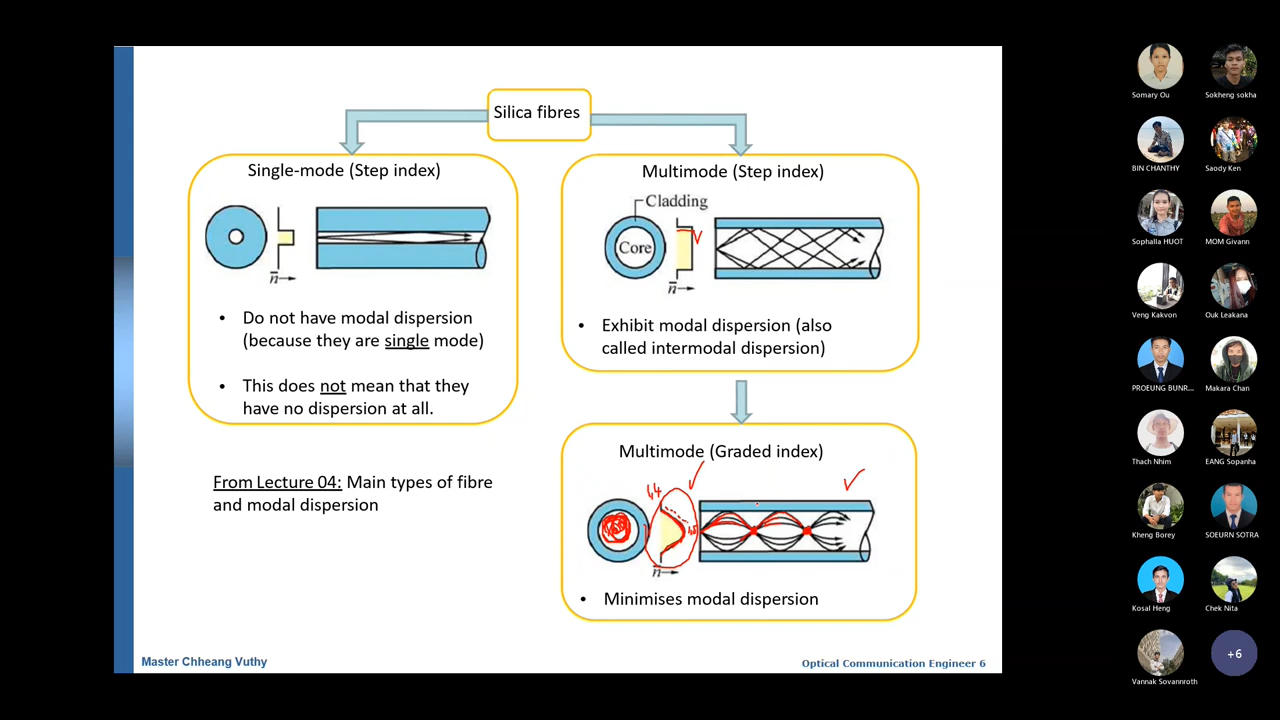 Silica fibres
Single-mode (Step index)
n
• Do not have modal dispersion
(because they are single mode)
• This does not mean that they
have no dispersion at all.
From Lecture 04: Main types of fibre
and modal dispersion
Multimode (Step index)
Cladding
Core
n
• Exhibit modal dispersion (also
called intermodal dispersion)
Multimode (Graded index)
n
• Minimises modal dispersion
Master Chheang Vuthy
Optical Communication Engineer 6
Somary Ou
Sokheng sokha
BIN CHANTHY
Saody Ken
Sophalla HUOT
MOM Givann
Veng Kakvon
Ouk Leakana
PROEUNG BUNR...
Makara Chan
Thach Nhim
EANG Sopanha
Kheng Borey
SOEURN SOTRA
Kosal Heng
Chek Nita
Vannak Sovannroth
+6